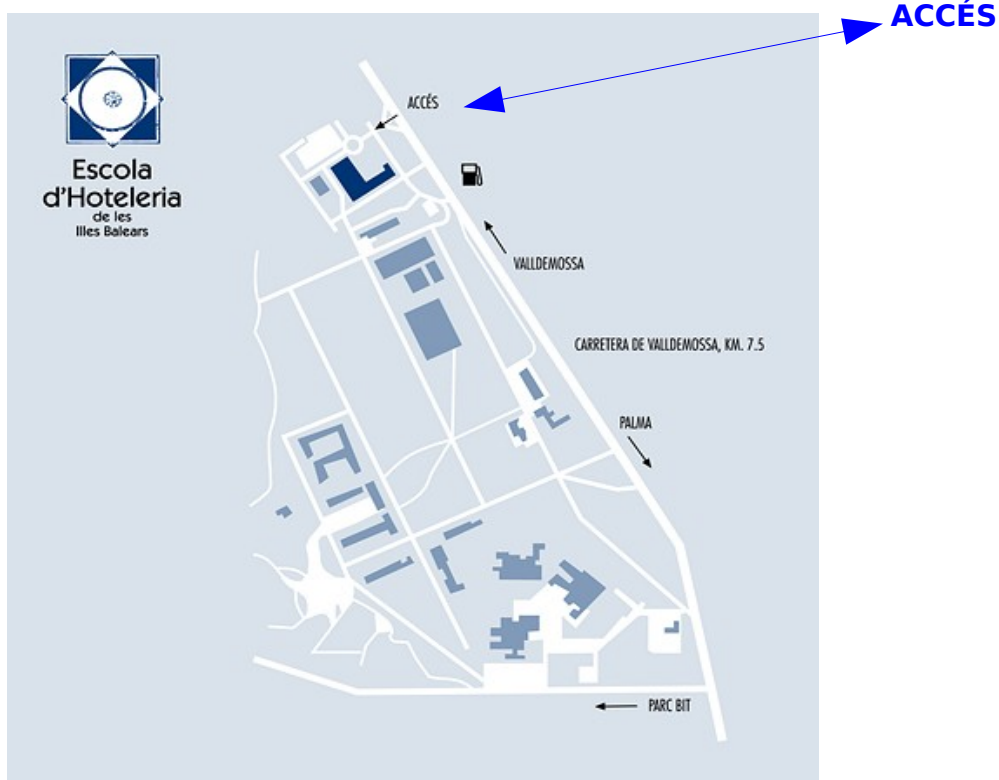 ACCÉS
ACCÉS
Escola
d'Hoteleria
de les
Illes Balears
VALLDEMOSSA
CARRETERA DE VALLDEMOSSA, KM. 7.5
PALMA
PARC BIT